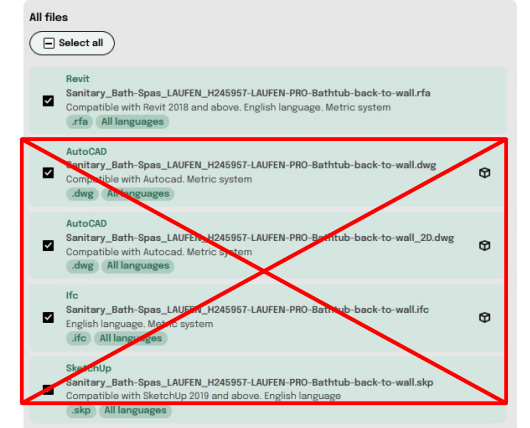 All files
Select all
Revit
Sanitary_Bath-Spas_LAUFEN_H245957-LAUFEN-PRO-Bathtub-back-to-wall.rfa
Compatible with Revit 2018 and above. English language. Metric system
.rfa All languages
AutoCAD
Sanitary_Bath-Spas_LAUFEN_H245957-LAUFEN-PRO-Bathtub-back-to-wall.dwg
Compatible with Autocad. Metric system
.dwg All languages
AutoCAD
Sanitary_Bath-Spas_LAUFEN_H245957-LAUFEN-PRO-Bathtub-back-to-wall_2D.dwg
Compatible with Autocad. Metric system
.dwg All languages
Ifc
Sanitary_Bath-Spas_LAUFEN_H245957-LAUFEN-PRO-Bathtub-back-to-wall.ifc
English language. Metric system
.ifc All languages
SketchUp
Sanitary_Bath-Spas_LAUFEN_H245957-LAUFEN-PRO-Bathtub-back-to-wall.skp
Compatible with SketchUp 2019 and above. English language
.skp All languages